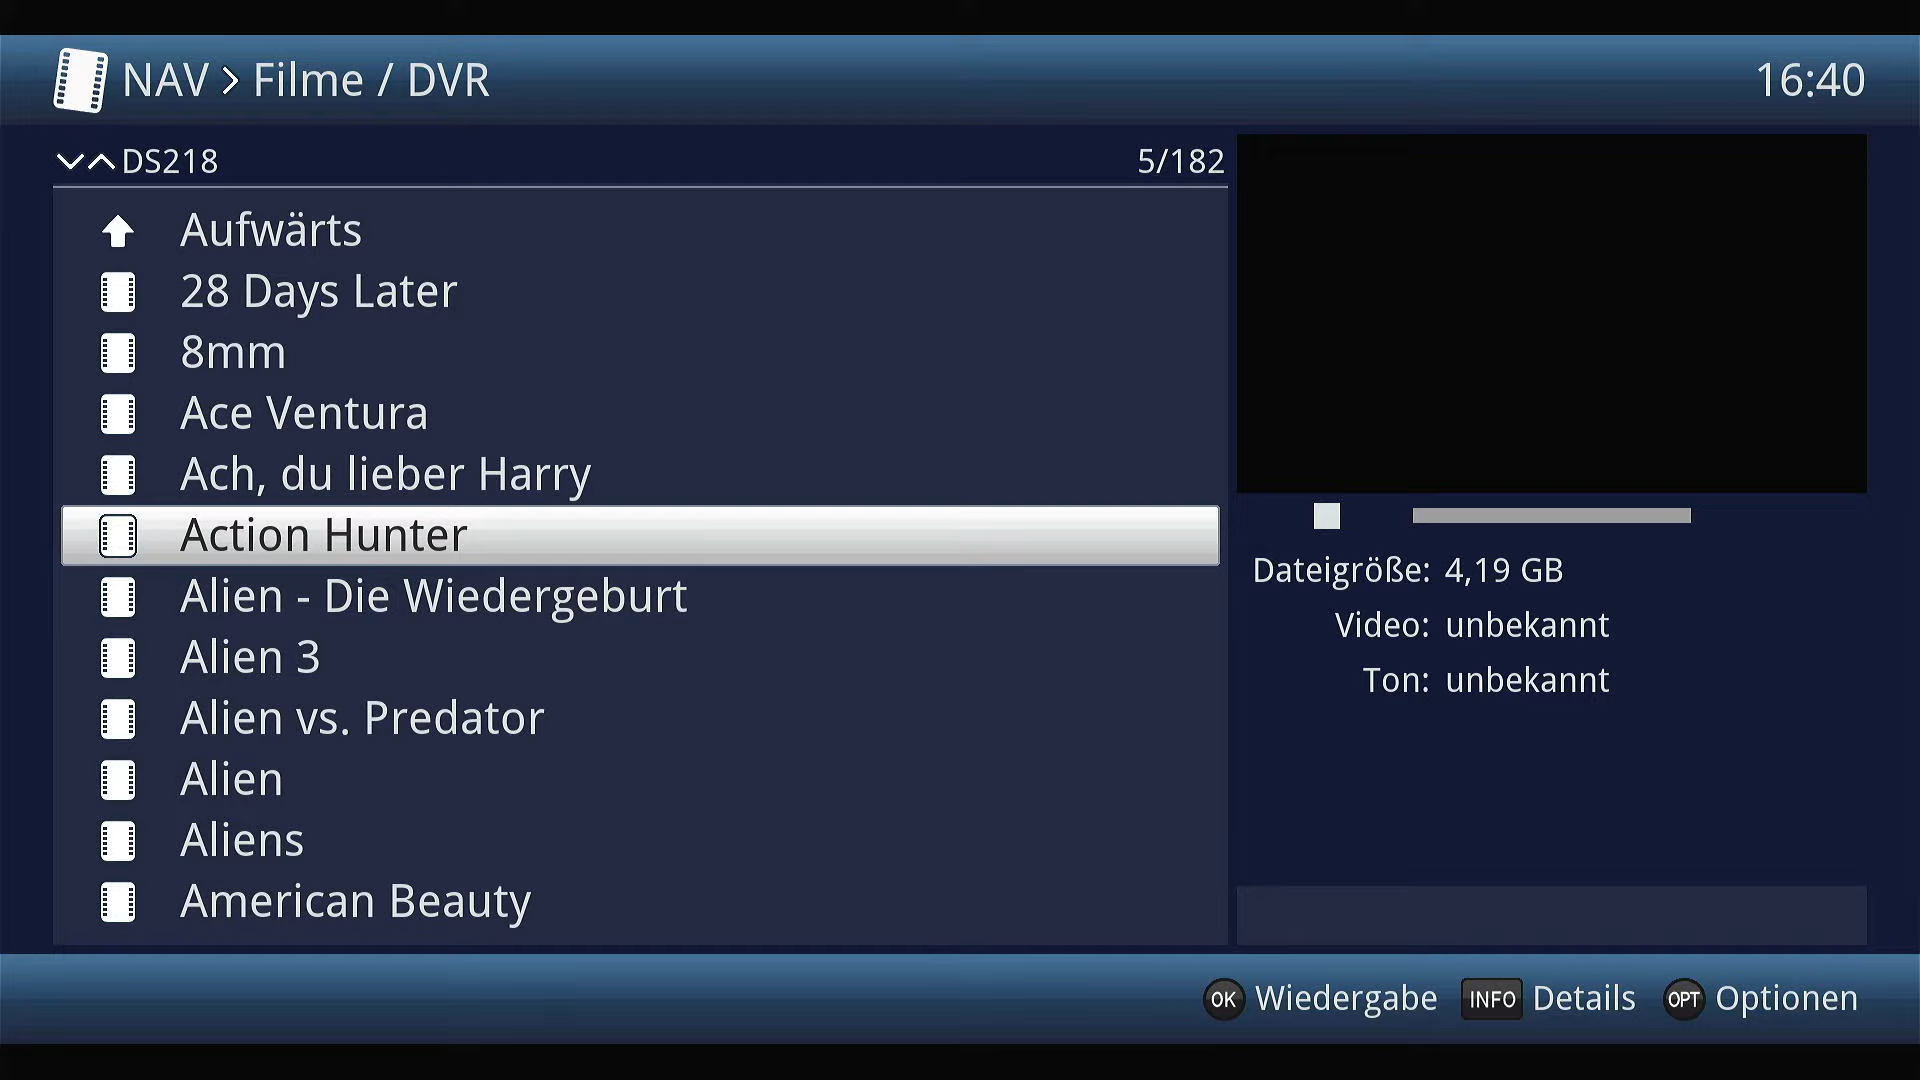 NAV > Filme / DVR
16:40
DS218
5/182
Aufwärts
28 Days Later
8mm
Ace Ventura
Ach, du lieber Harry
Action Hunter
Alien - Die Wiedergeburt
Alien 3
Alien vs. Predator
Alien
Aliens
American Beauty
Dateigröße: 4,19 GB
Video: unbekannt
Ton: unbekannt
OK Wiedergabe INFO Details OPT Optionen